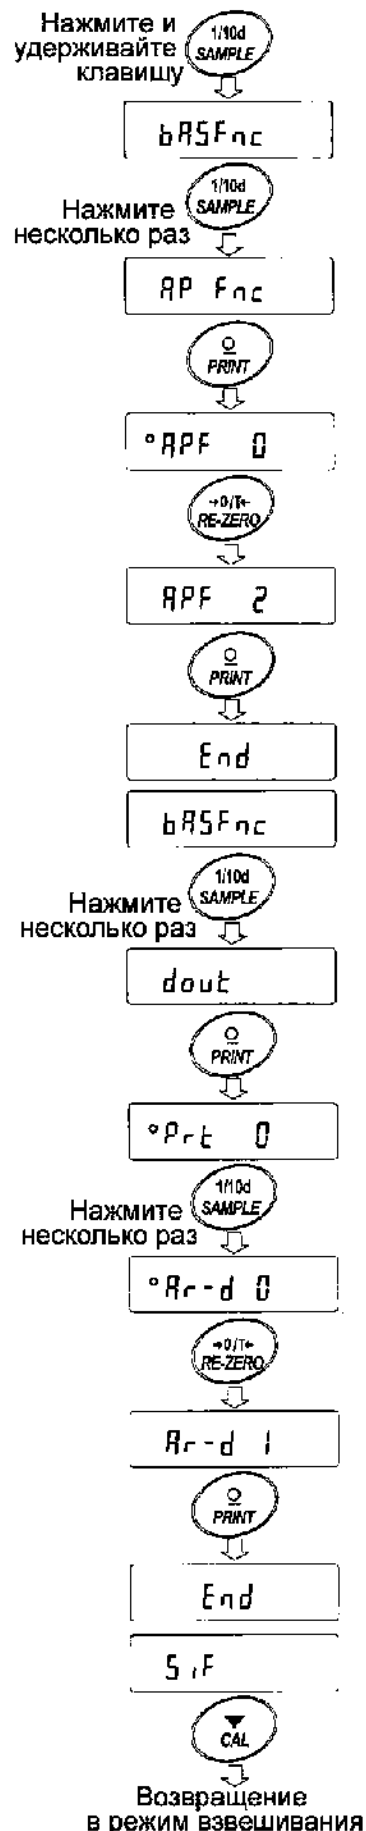 Нажмите и
удерживайте
клавишу
1/10d
SAMPLE
bASFnc
Нажмите
несколько раз
1/10d
SAMPLE
AP Fnc
PRINT
°APF 0
→0/T←
RE-ZERO
APF 2
PRINT
End
bASFnc
Нажмите
несколько раз
1/10d
SAMPLE
dout
PRINT
°Prt 0
Нажмите
несколько раз
1/10d
SAMPLE
°Ar-d 0
→0/T←
RE-ZERO
Ar-d 1
PRINT
End
SiF
CAL
Возвращение
в режим взвешивания